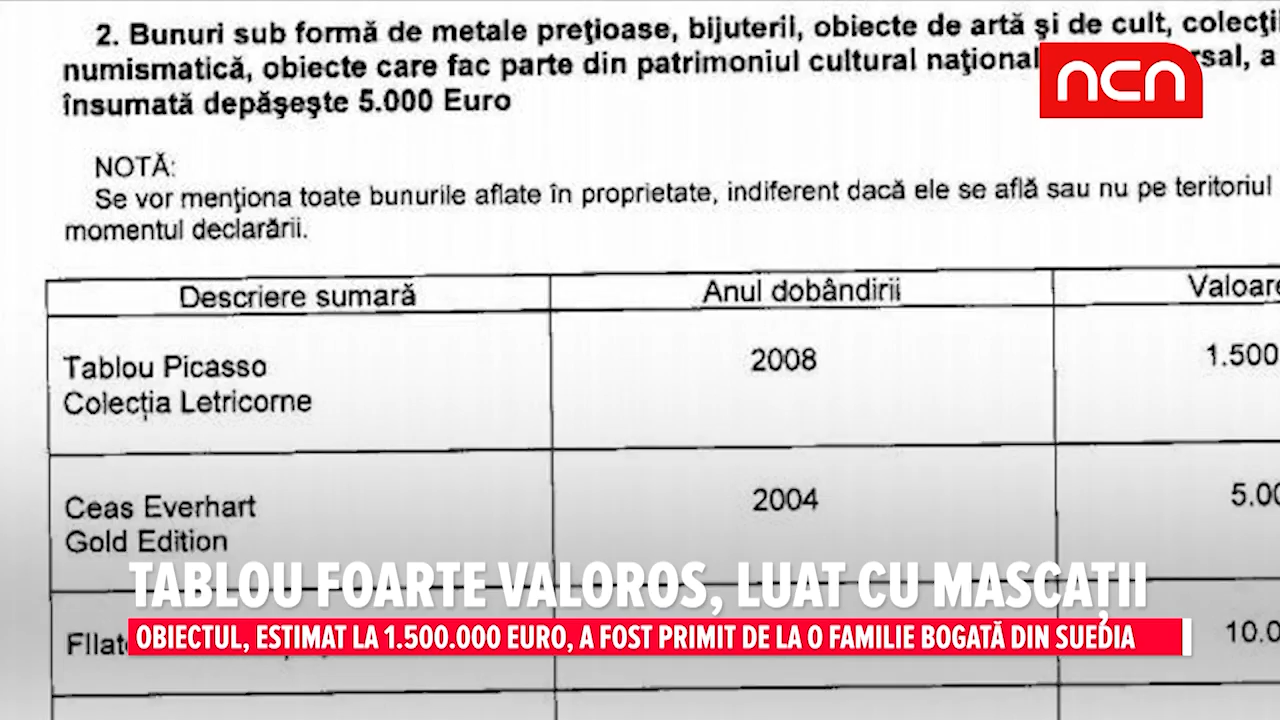 2. Bunuri sub formă de metale preţioase, bijuterii, obiecte de artă şi de cult, colecţii
numismatică, obiecte care fac parte din patrimoniul cultural naţional
ncn
însumată depăşeşte 5.000 Euro
NOTĂ:
Se vor menţiona toate bunurile aflate în proprietate, indiferent dacă ele se află sau nu pe teritoriul
momentul declarării.
Descriere sumară Anul dobândirii
Tablou Picasso 2008 1.500
Colecția Letricorne
Ceas Everhart 2004
Gold Edition
TABLOU FOARTE VALOROS, LUAT CU MASCAȚII
OBIECTUL, ESTIMAT LA 1.500.000 EURO, A FOST PRIMIT DE LA O FAMILIE BOGATĂ DIN SUEDIA